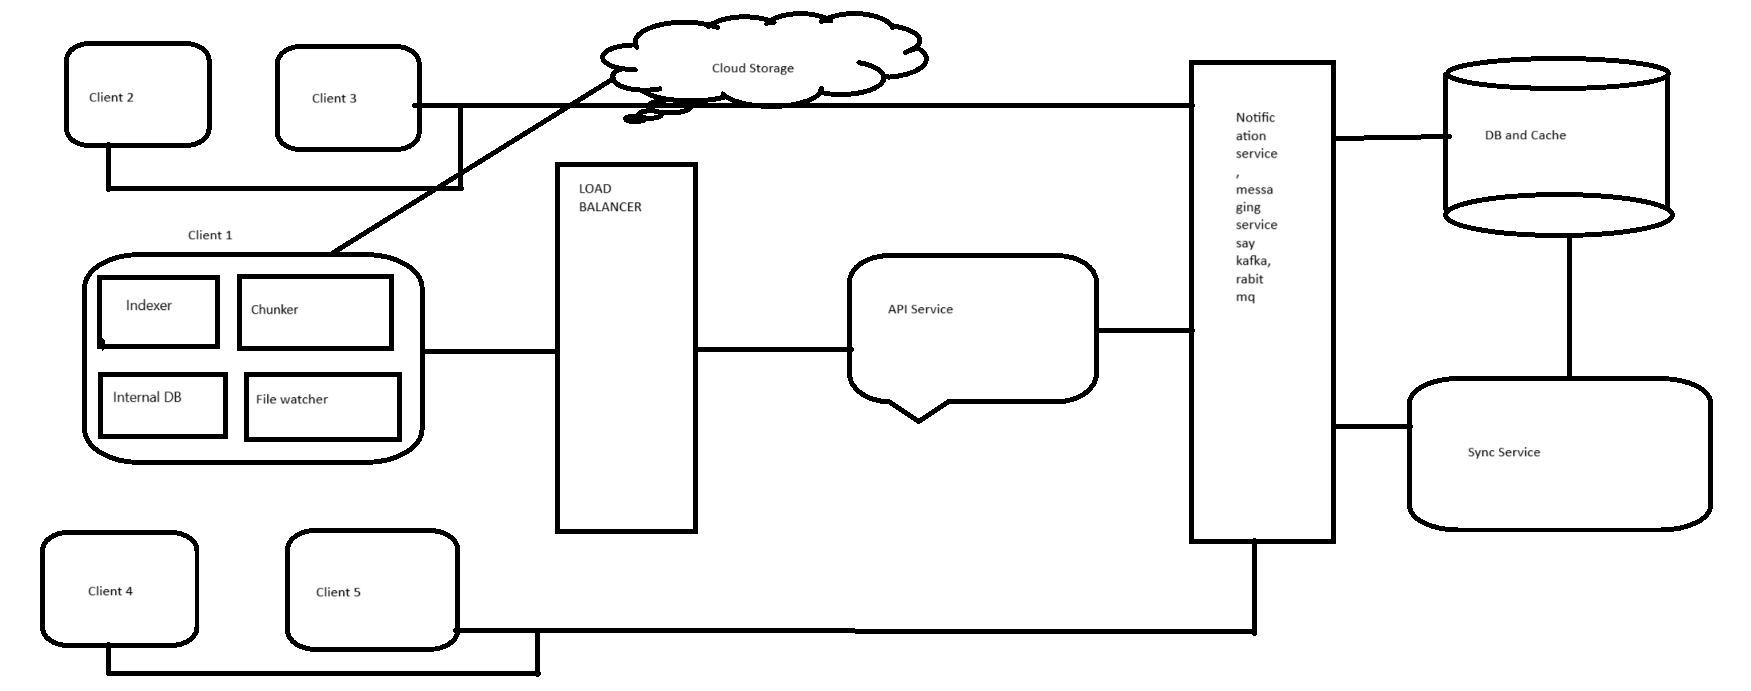 Cloud Storage
Client 2
Client 3
Notific
ation
service
,
messa
ging
service
say
kafka,
rabit
mq
DB and Cache
LOAD
BALANCER
Client 1
Indexer
Chunker
API Service
Internal DB
File watcher
Sync Service
Client 4
Client 5